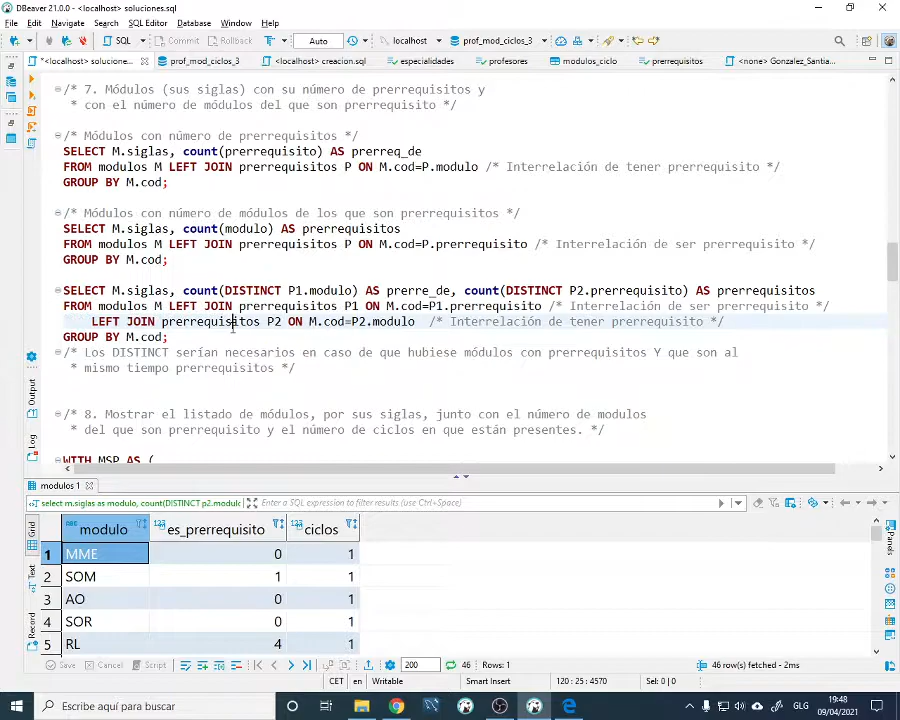 DBeaver 21.0.0 - <localhost> soluciones.sql
File Edit Navigate Search SQL Editor Database Window Help
SQL Commit Rollback Auto localhost prof_mod_ciclos_3
*<localhost> solucione... prof_mod_ciclos_3 <localhost> creacion.sql especialidades profesores modulos_ciclo prerrequisitos <none> Gonzalez_Santia...
/* 7. Módulos (sus siglas) con su número de prerrequisitos y
* con el número de módulos del que son prerrequisito */
/* Módulos con número de prerrequisitos */
SELECT M.siglas, count(prerrequisito) AS prerreq_de
FROM modulos M LEFT JOIN prerrequisitos P ON M.cod=P.modulo /* Interrelación de tener prerrequisito */
GROUP BY M.cod;
/* Módulos con número de módulos de los que son prerrequisitos */
SELECT M.siglas, count(modulo) AS prerrequisitos
FROM modulos M LEFT JOIN prerrequisitos P ON M.cod=P.prerrequisito /* Interrelación de ser prerrequisito */
GROUP BY M.cod;
SELECT M.siglas, count(DISTINCT P1.modulo) AS prerre_de, count(DISTINCT P2.prerrequisito) AS prerrequisitos
FROM modulos M LEFT JOIN prerrequisitos P1 ON M.cod=P1.prerrequisito /* Interrelación de ser prerrequisito */
LEFT JOIN prerrequisitos P2 ON M.cod=P2.modulo /* Interrelación de tener prerrequisito */
GROUP BY M.cod;
/* Los DISTINCT serían necesarios en caso de que hubiese módulos con prerrequisitos Y que son al
* mismo tiempo prerrequisitos */
/* 8. Mostrar el listado de módulos, por sus siglas, junto con el número de modulos
* del que son prerrequisito y el número de ciclos en que están presentes. */
WITH MSP AS (
Output
Log
modulos 1
select m.siglas as modulo, count(DISTINCT p2.modulo Enter a SQL expression to filter results (use Ctrl+Space)
Grid
Text
Record
Panels
modulo es_prerrequisito ciclos
1 MME 0 1
2 SOM 1 1
3 AO 0 1
4 SOR 0 1
5 RL 4 1
Save Cancel Script 200 46 Rows: 1 46 row(s) fetched - 2ms
CET en Writable Smart Insert 120 : 25 : 4570 Sel: 0 | 0
Escribe aquí para buscar GLG 19:48
09/04/2021